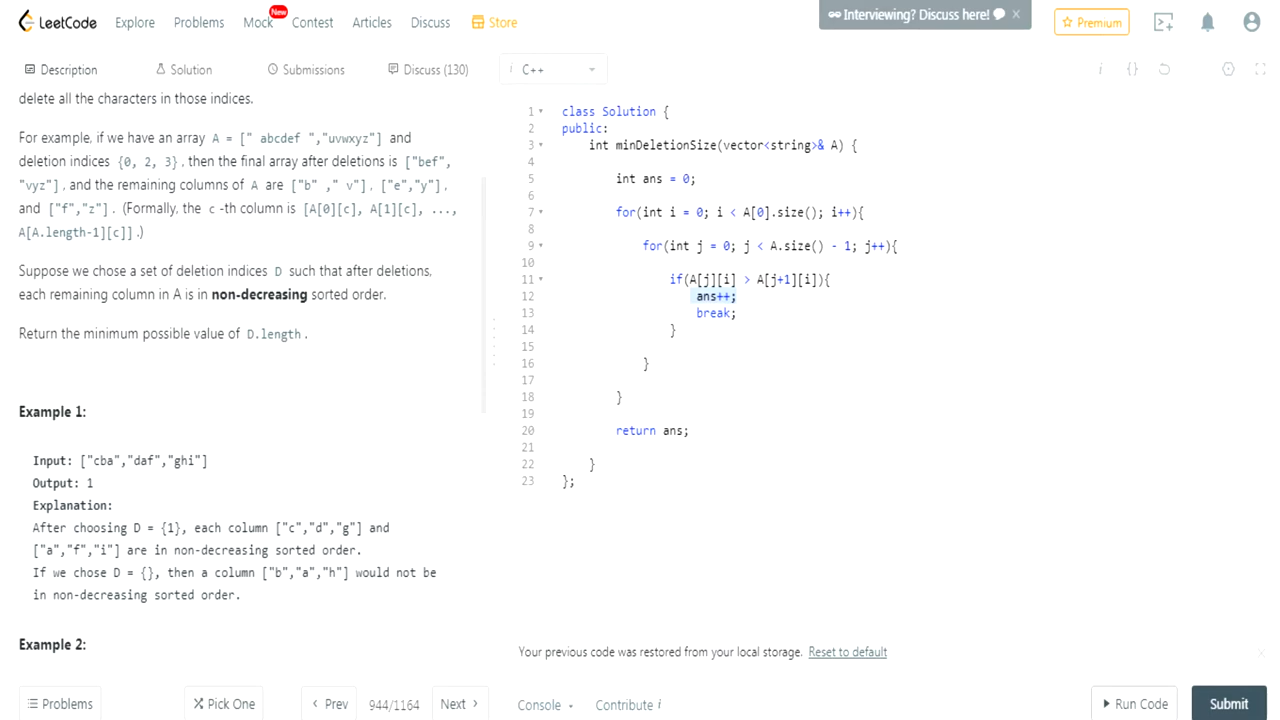 LeetCode Explore Problems Mock New Contest Articles Discuss Store Interviewing? Discuss here! x Premium
Description Solution Submissions Discuss (130) i C++ i {}
delete all the characters in those indices.
For example, if we have an array A = [" abcdef ","uvwxyz"] and
deletion indices {0, 2, 3}, then the final array after deletions is ["bef",
"vyz"], and the remaining columns of A are ["b" ," v"], ["e","y"],
and ["f","z"]. (Formally, the c -th column is [A[0][c], A[1][c], ...,
A[A.length-1][c]].)
Suppose we chose a set of deletion indices D such that after deletions,
each remaining column in A is in non-decreasing sorted order.
Return the minimum possible value of D.length.
Example 1:
Input: ["cba","daf","ghi"]
Output: 1
Explanation:
After choosing D = {1}, each column ["c","d","g"] and
["a","f","i"] are in non-decreasing sorted order.
If we chose D = {}, then a column ["b","a","h"] would not be
in non-decreasing sorted order.
Example 2:
1 class Solution {
2 public:
3 int minDeletionSize(vector<string>& A) {
4
5 int ans = 0;
6
7 for(int i = 0; i < A[0].size(); i++){
8
9 for(int j = 0; j < A.size() - 1; j++){
10
11 if(A[j][i] > A[j+1][i]){
12 ans++;
13 break;
14 }
15
16 }
17
18 }
19
20 return ans;
21
22 }
23 };
Your previous code was restored from your local storage. Reset to default
Problems Pick One Prev 944/1164 Next Console Contribute i Run Code Submit